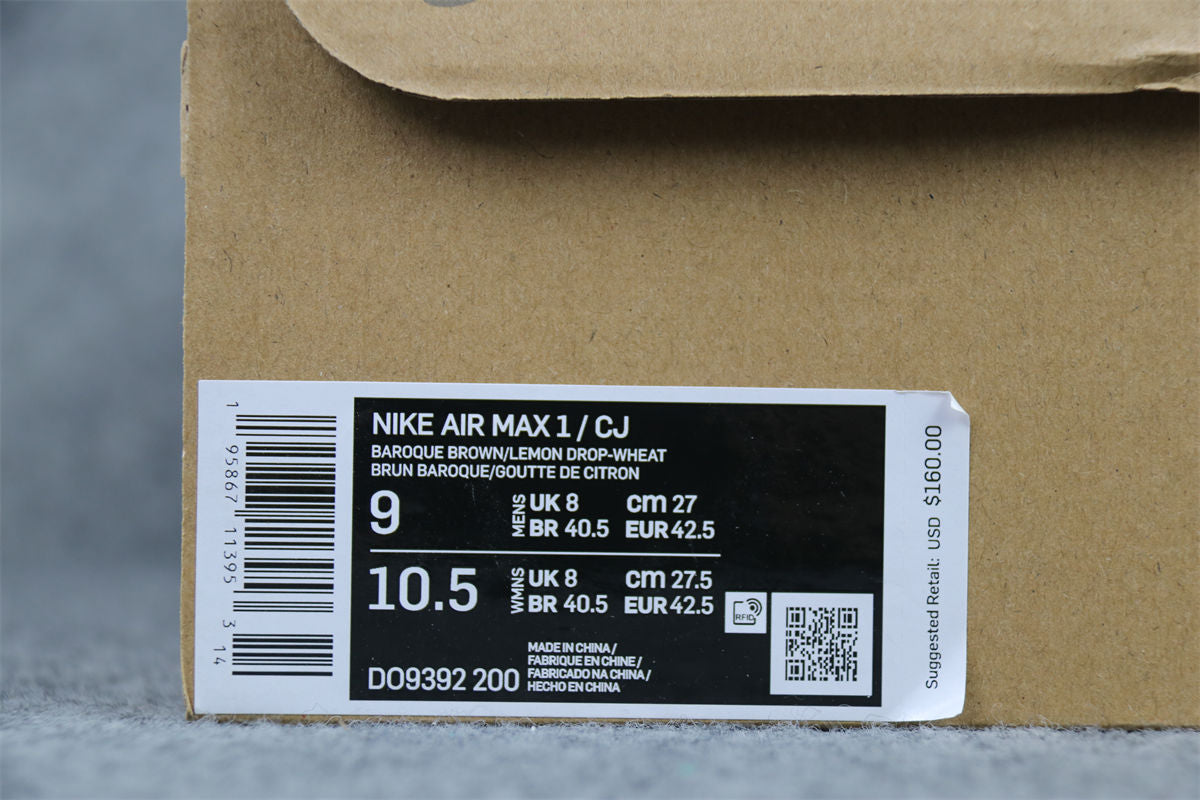 NIKE AIR MAX 1 / CJ
BAROQUE BROWN/LEMON DROP-WHEAT
BRUN BAROQUE/GOUTTE DE CITRON
9
MENS
UK 8 cm 27
BR 40.5 EUR 42.5
10.5
WMNS
UK 8 cm 27.5
BR 40.5 EUR 42.5
RFID
DO9392 200
MADE IN CHINA /
FABRIQUE EN CHINE /
FABRICADO NA CHINA /
HECHO EN CHINA
1 95867 11395 3 14
Suggested Retail: USD $160.00